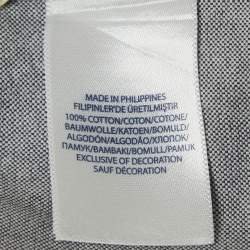 MADE IN PHILIPPINES
FILIPINLER'DE ÜRETILMISTIR
100% COTTON/COTON/COTONE/
BAUMWOLLE/KATOEN/BOMULD/
ALGODÓN/ALGODÃO/ХЛОПОК/
ПАМУК/BAMBAKI/BOMULL/PAMUK
EXCLUSIVE OF DECORATION
SAUF DÉCORATION